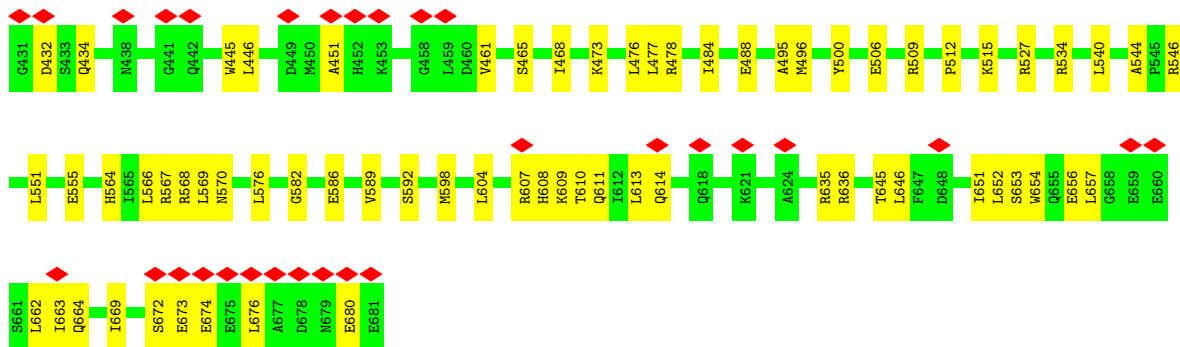 G431 D432 S433 Q434 N438 G441 Q442 W445 L446 D449 M450 A451 H452 K453 G458 L459 D460 V461 S465 I468 K473 L476 L477 R478 I484 E488 A495 M496 Y500 E506 R509 P512 K515 R527 R534 L540 A544 P545 R546
L551 E555 H564 I565 L566 R567 R568 L569 N570 L576 G582 E586 V589 S592 M598 L604 R607 H608 K609 T610 Q611 I612 L613 Q614 Q618 K621 A624 R635 R636 T645 L646 F647 D648 I651 L652 S653 W654 Q655 E656 L657 G658 E659 E660
S661 L662 I663 Q664 I669 S672 E673 E674 E675 L676 A677 D678 N679 E680 E681